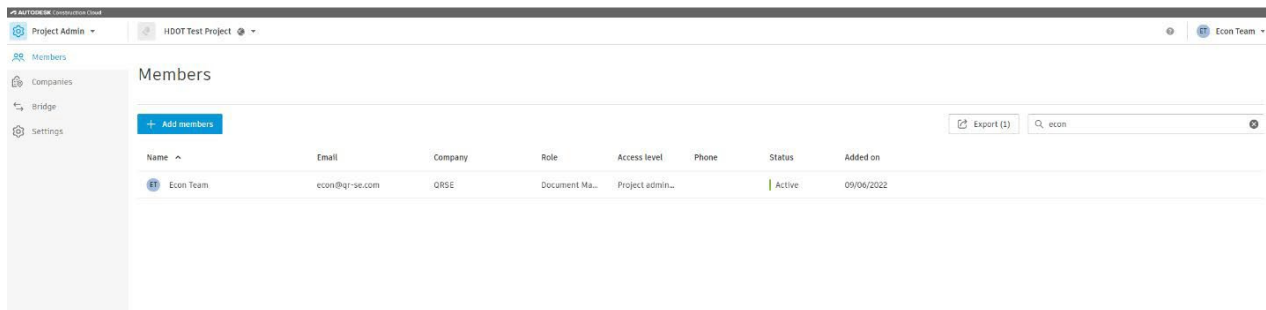 AUTODESK Construction Cloud
Project Admin
HDOT Test Project
Econ Team
Members
Companies
Bridge
Settings
Members
+ Add members
Export (1)
econ
Name Email Company Role Access level Phone Status Added on
ET Econ Team econ@qr-se.com QRSE Document Ma... Project admin... Active 09/06/2022